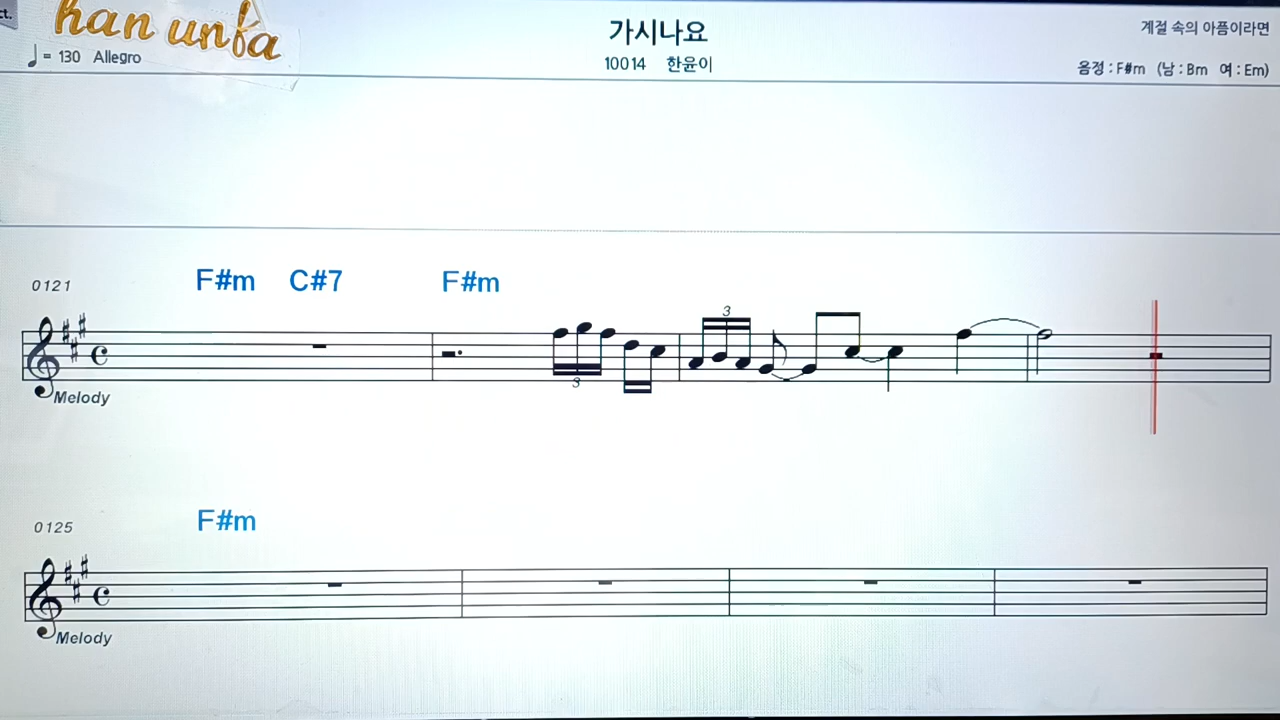 ct.
han unfa
♩= 130 Allegro
가시나요
10014 한윤이
계절 속의 아픔이라면
음정 : F#m (남 : Bm 여 : Em)
0121
F#m C#7 F#m
3
3
Melody
0125
F#m
Melody